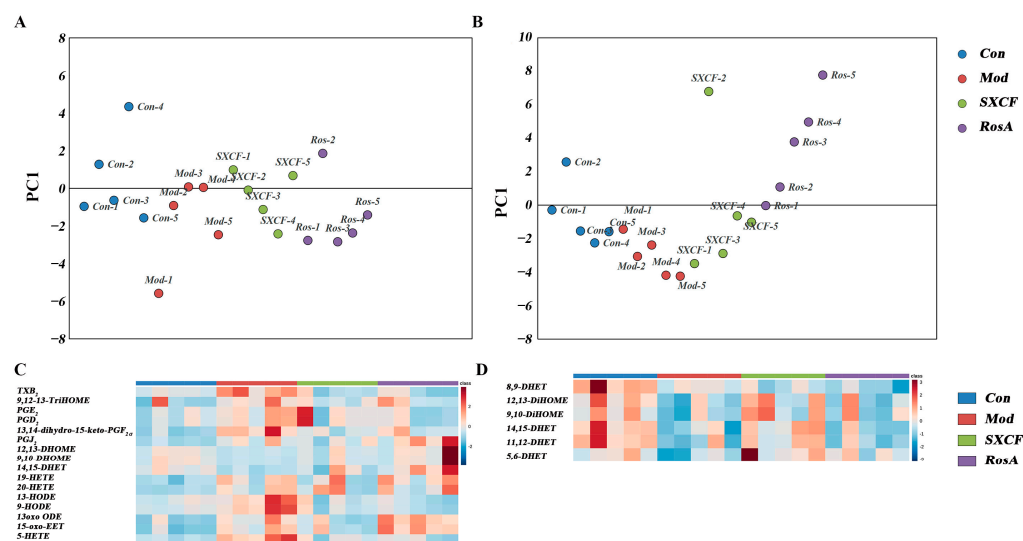 A
B
8
6
4
2
0
−2
−4
−6
−8
PC1
Con-4
Con-2
Con-3
Con-1
Con-5
Mod-3
Mod-4
Mod-2
Mod-5
Mod-1
SXCF-1
SXCF-2
SXCF-3
SXCF-4
SXCF-5
Ros-2
Ros-5
Ros-4
Ros-3
Ros-1
10
8
6
4
2
0
−2
−4
−6
−8
PC1
Con-2
Con-1
Con-5
Con-4
Mod-1
Mod-3
Mod-2
Mod-4
Mod-5
SXCF-2
SXCF-4
SXCF-5
SXCF-3
SXCF-1
Ros-5
Ros-4
Ros-3
Ros-2
Ros-1
Con
Mod
SXCF
RosA
C
TXB2
9,12-13-TriHOME
PGE2
PGD2
13,14-dihydro-15-keto-PGF2α
PGJ2
12,13-DHOME
9,10 DHOME
14,15-DHET
19-HETE
20-HETE
13-HODE
9-HODE
13oxo ODE
15-oxo-EET
5-HETE
class
D
8,9-DHET
12,13-DiHOME
9,10-DiHOME
14,15-DHET
11,12-DHET
5,6-DHET
class
Con
Mod
SXCF
RosA